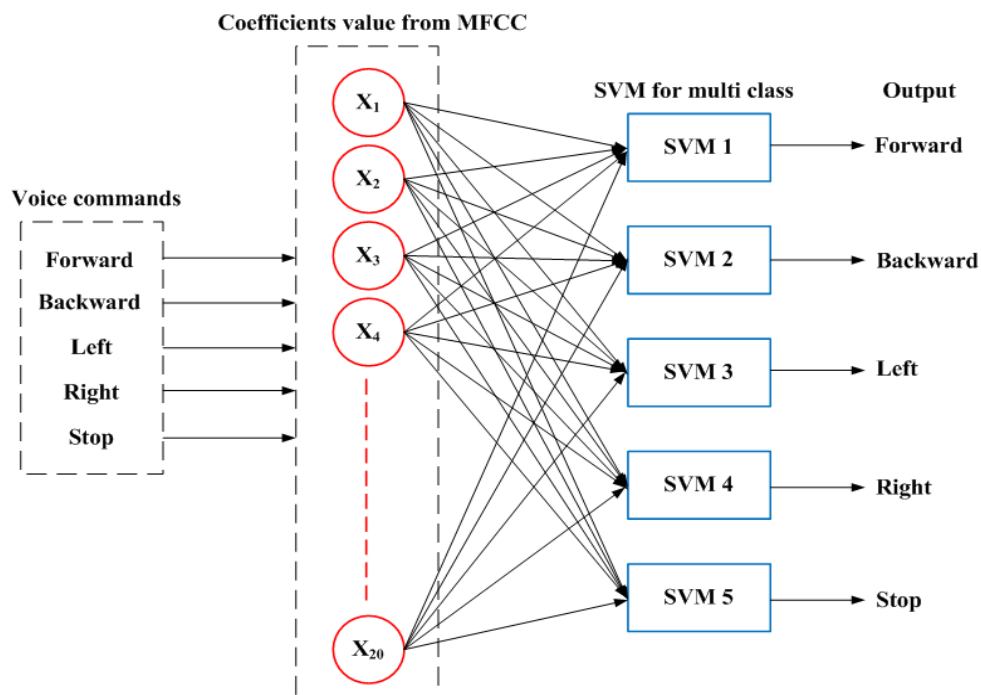 Coefficients value from MFCC
Voice commands
Forward
Backward
Left
Right
Stop
X₁
X₂
X₃
X₄
X₂₀
SVM for multi class
SVM 1
SVM 2
SVM 3
SVM 4
SVM 5
Output
Forward
Backward
Left
Right
Stop